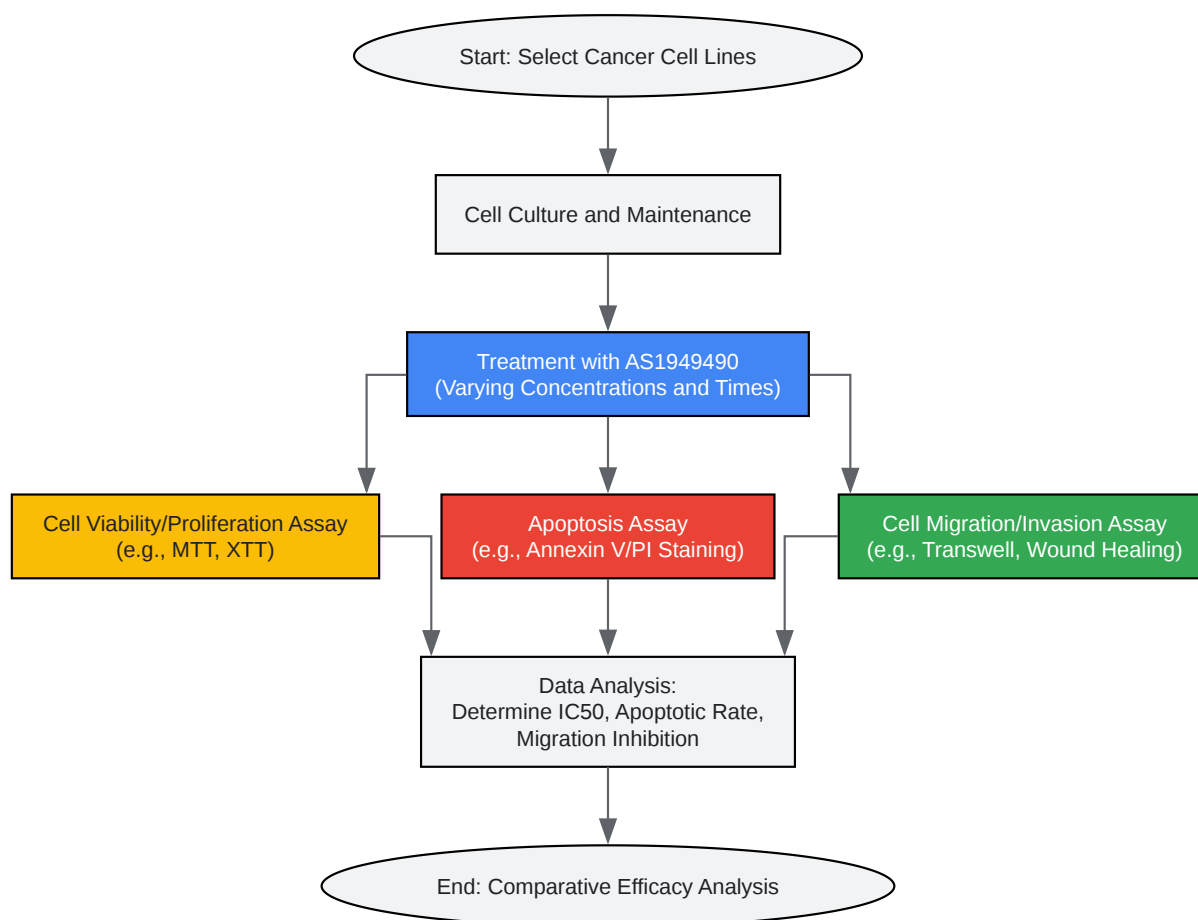 Start: Select Cancer Cell Lines
Cell Culture and Maintenance
Treatment with AS1949490
(Varying Concentrations and Times)
Cell Viability/Proliferation Assay
(e.g., MTT, XTT)
Apoptosis Assay
(e.g., Annexin V/PI Staining)
Cell Migration/Invasion Assay
(e.g., Transwell, Wound Healing)
Data Analysis:
Determine IC50, Apoptotic Rate,
Migration Inhibition
End: Comparative Efficacy Analysis